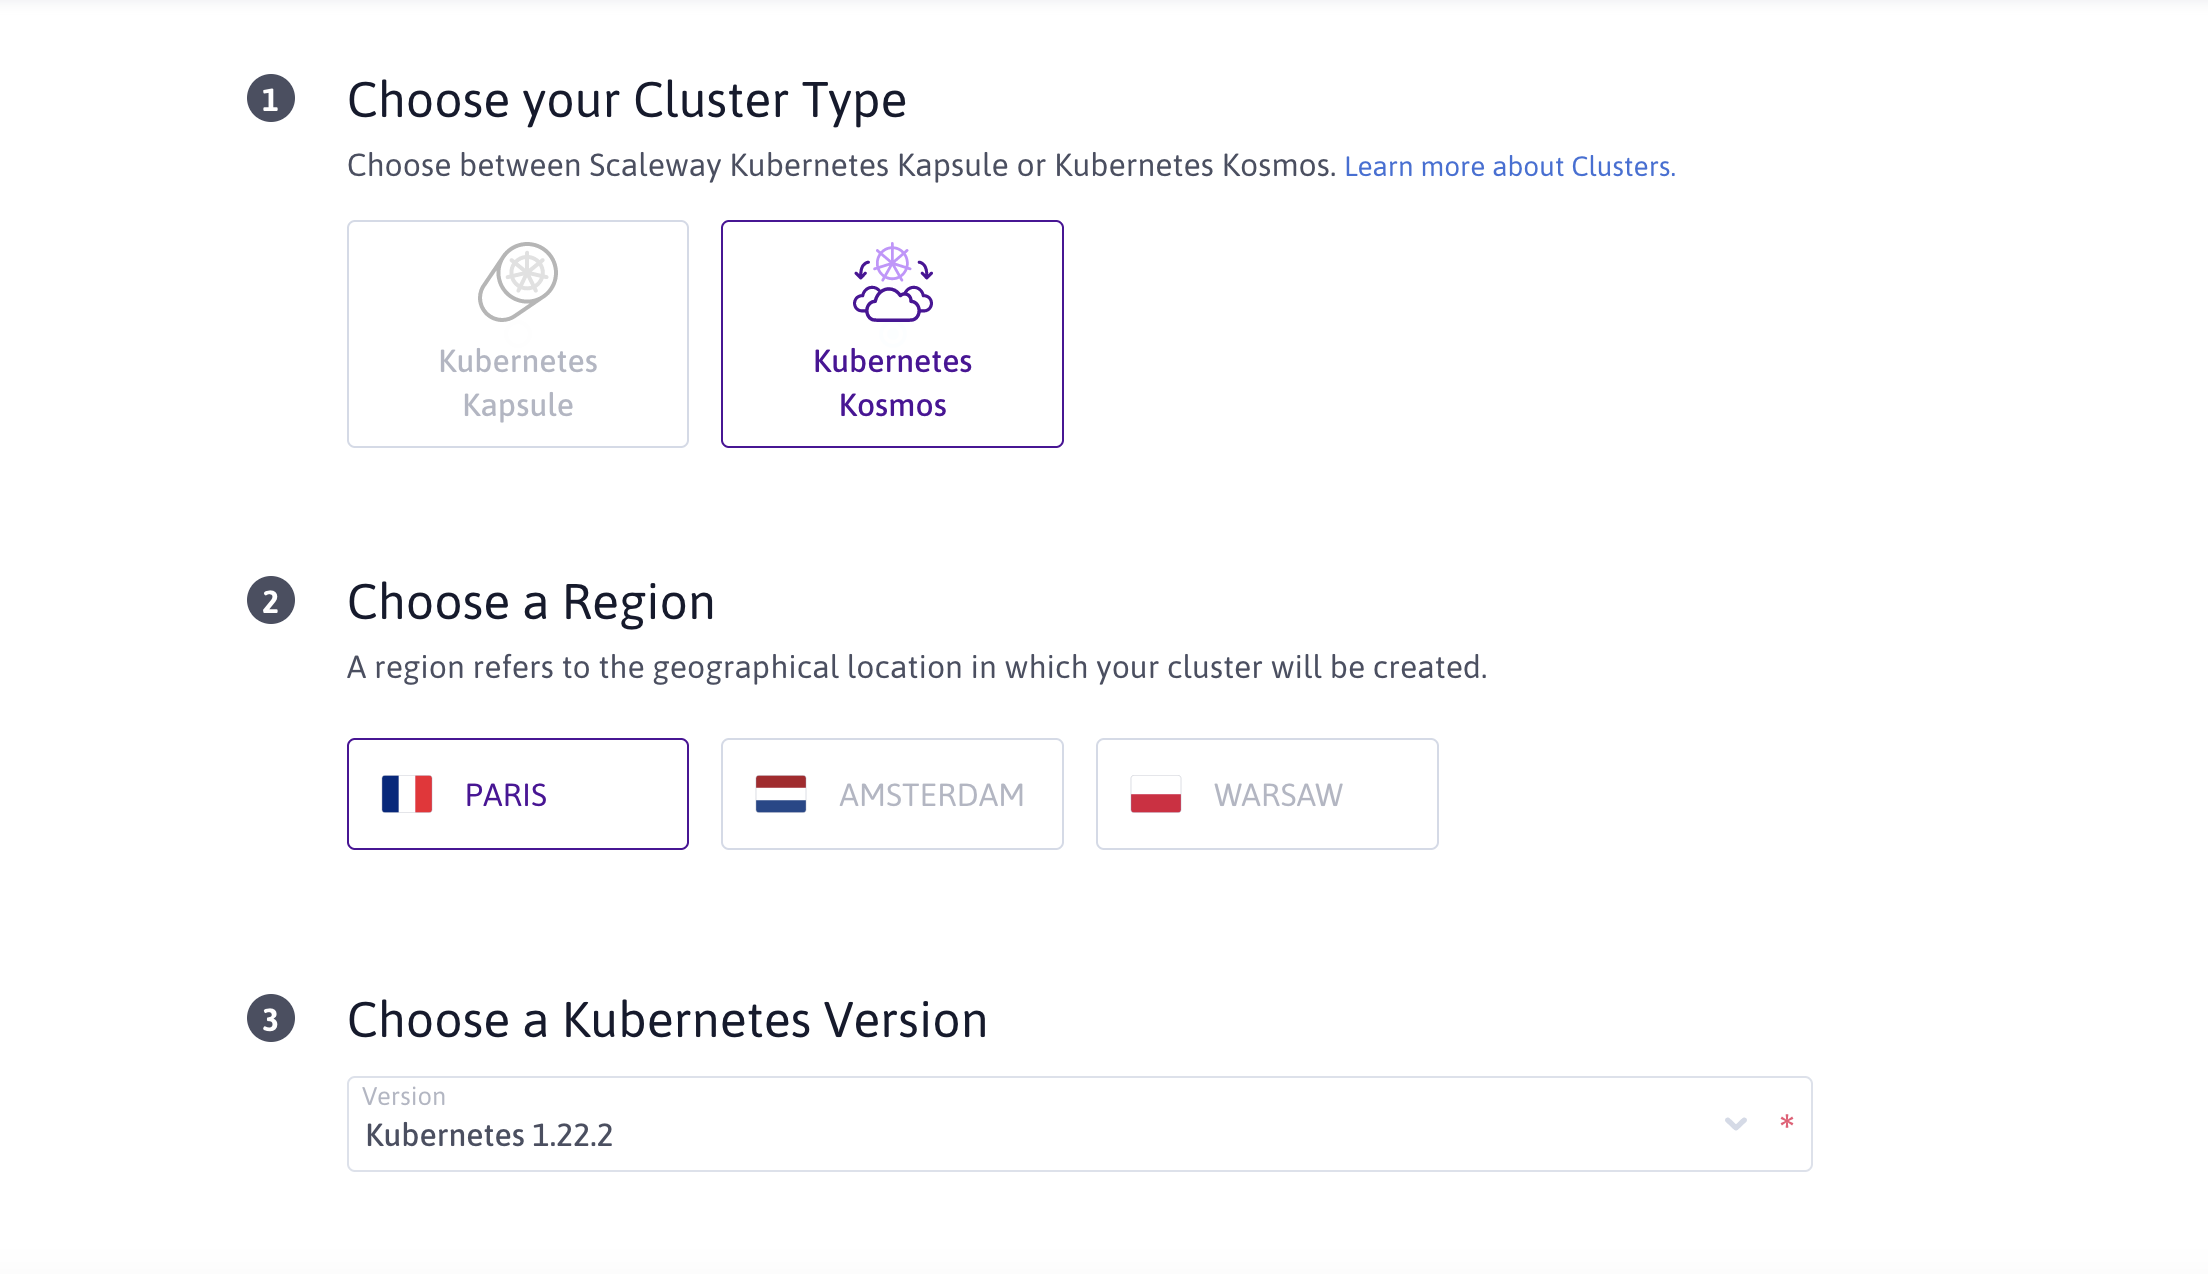 1
Choose your Cluster Type
Choose between Scaleway Kubernetes Kapsule or Kubernetes Kosmos. Learn more about Clusters.
Kubernetes
Kapsule
Kubernetes
Kosmos
2
Choose a Region
A region refers to the geographical location in which your cluster will be created.
PARIS
AMSTERDAM
WARSAW
3
Choose a Kubernetes Version
Version
Kubernetes 1.22.2
*